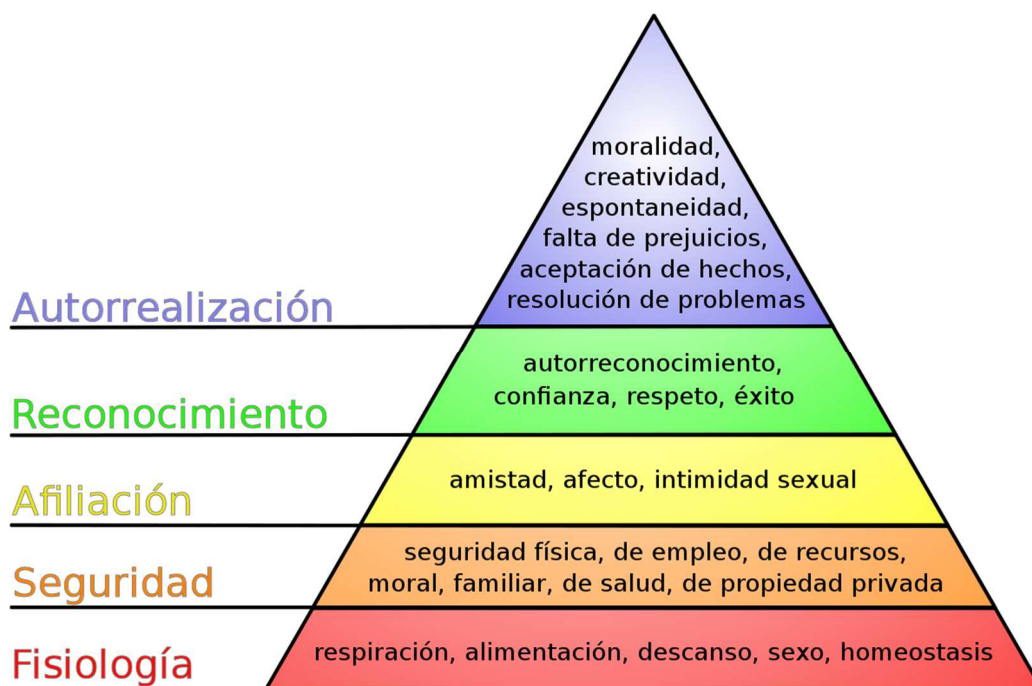 moralidad,
creatividad,
espontaneidad,
falta de prejuicios,
aceptación de hechos,
resolución de problemas
Autorrealización
autorreconocimiento,
confianza, respeto, éxito
Reconocimiento
amistad, afecto, intimidad sexual
Afiliación
seguridad física, de empleo, de recursos,
moral, familiar, de salud, de propiedad privada
Seguridad
respiración, alimentación, descanso, sexo, homeostasis
Fisiología